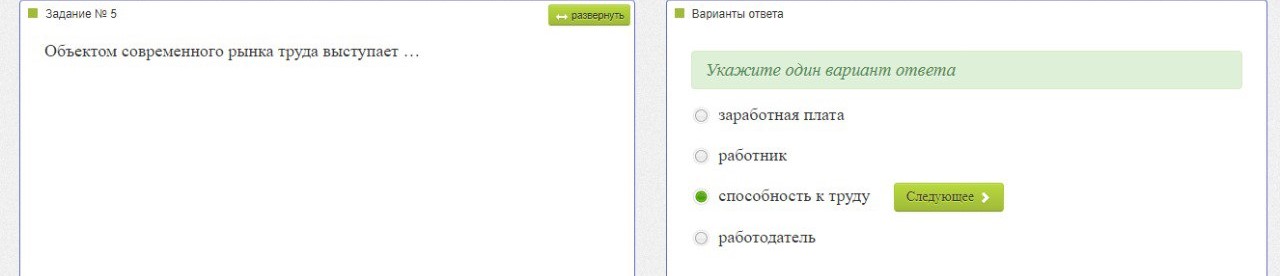 Задание № 5
развернуть
Объектом современного рынка труда выступает …
Варианты ответа
Укажите один вариант ответа
заработная плата
работник
способность к труду
Следующее
работодатель